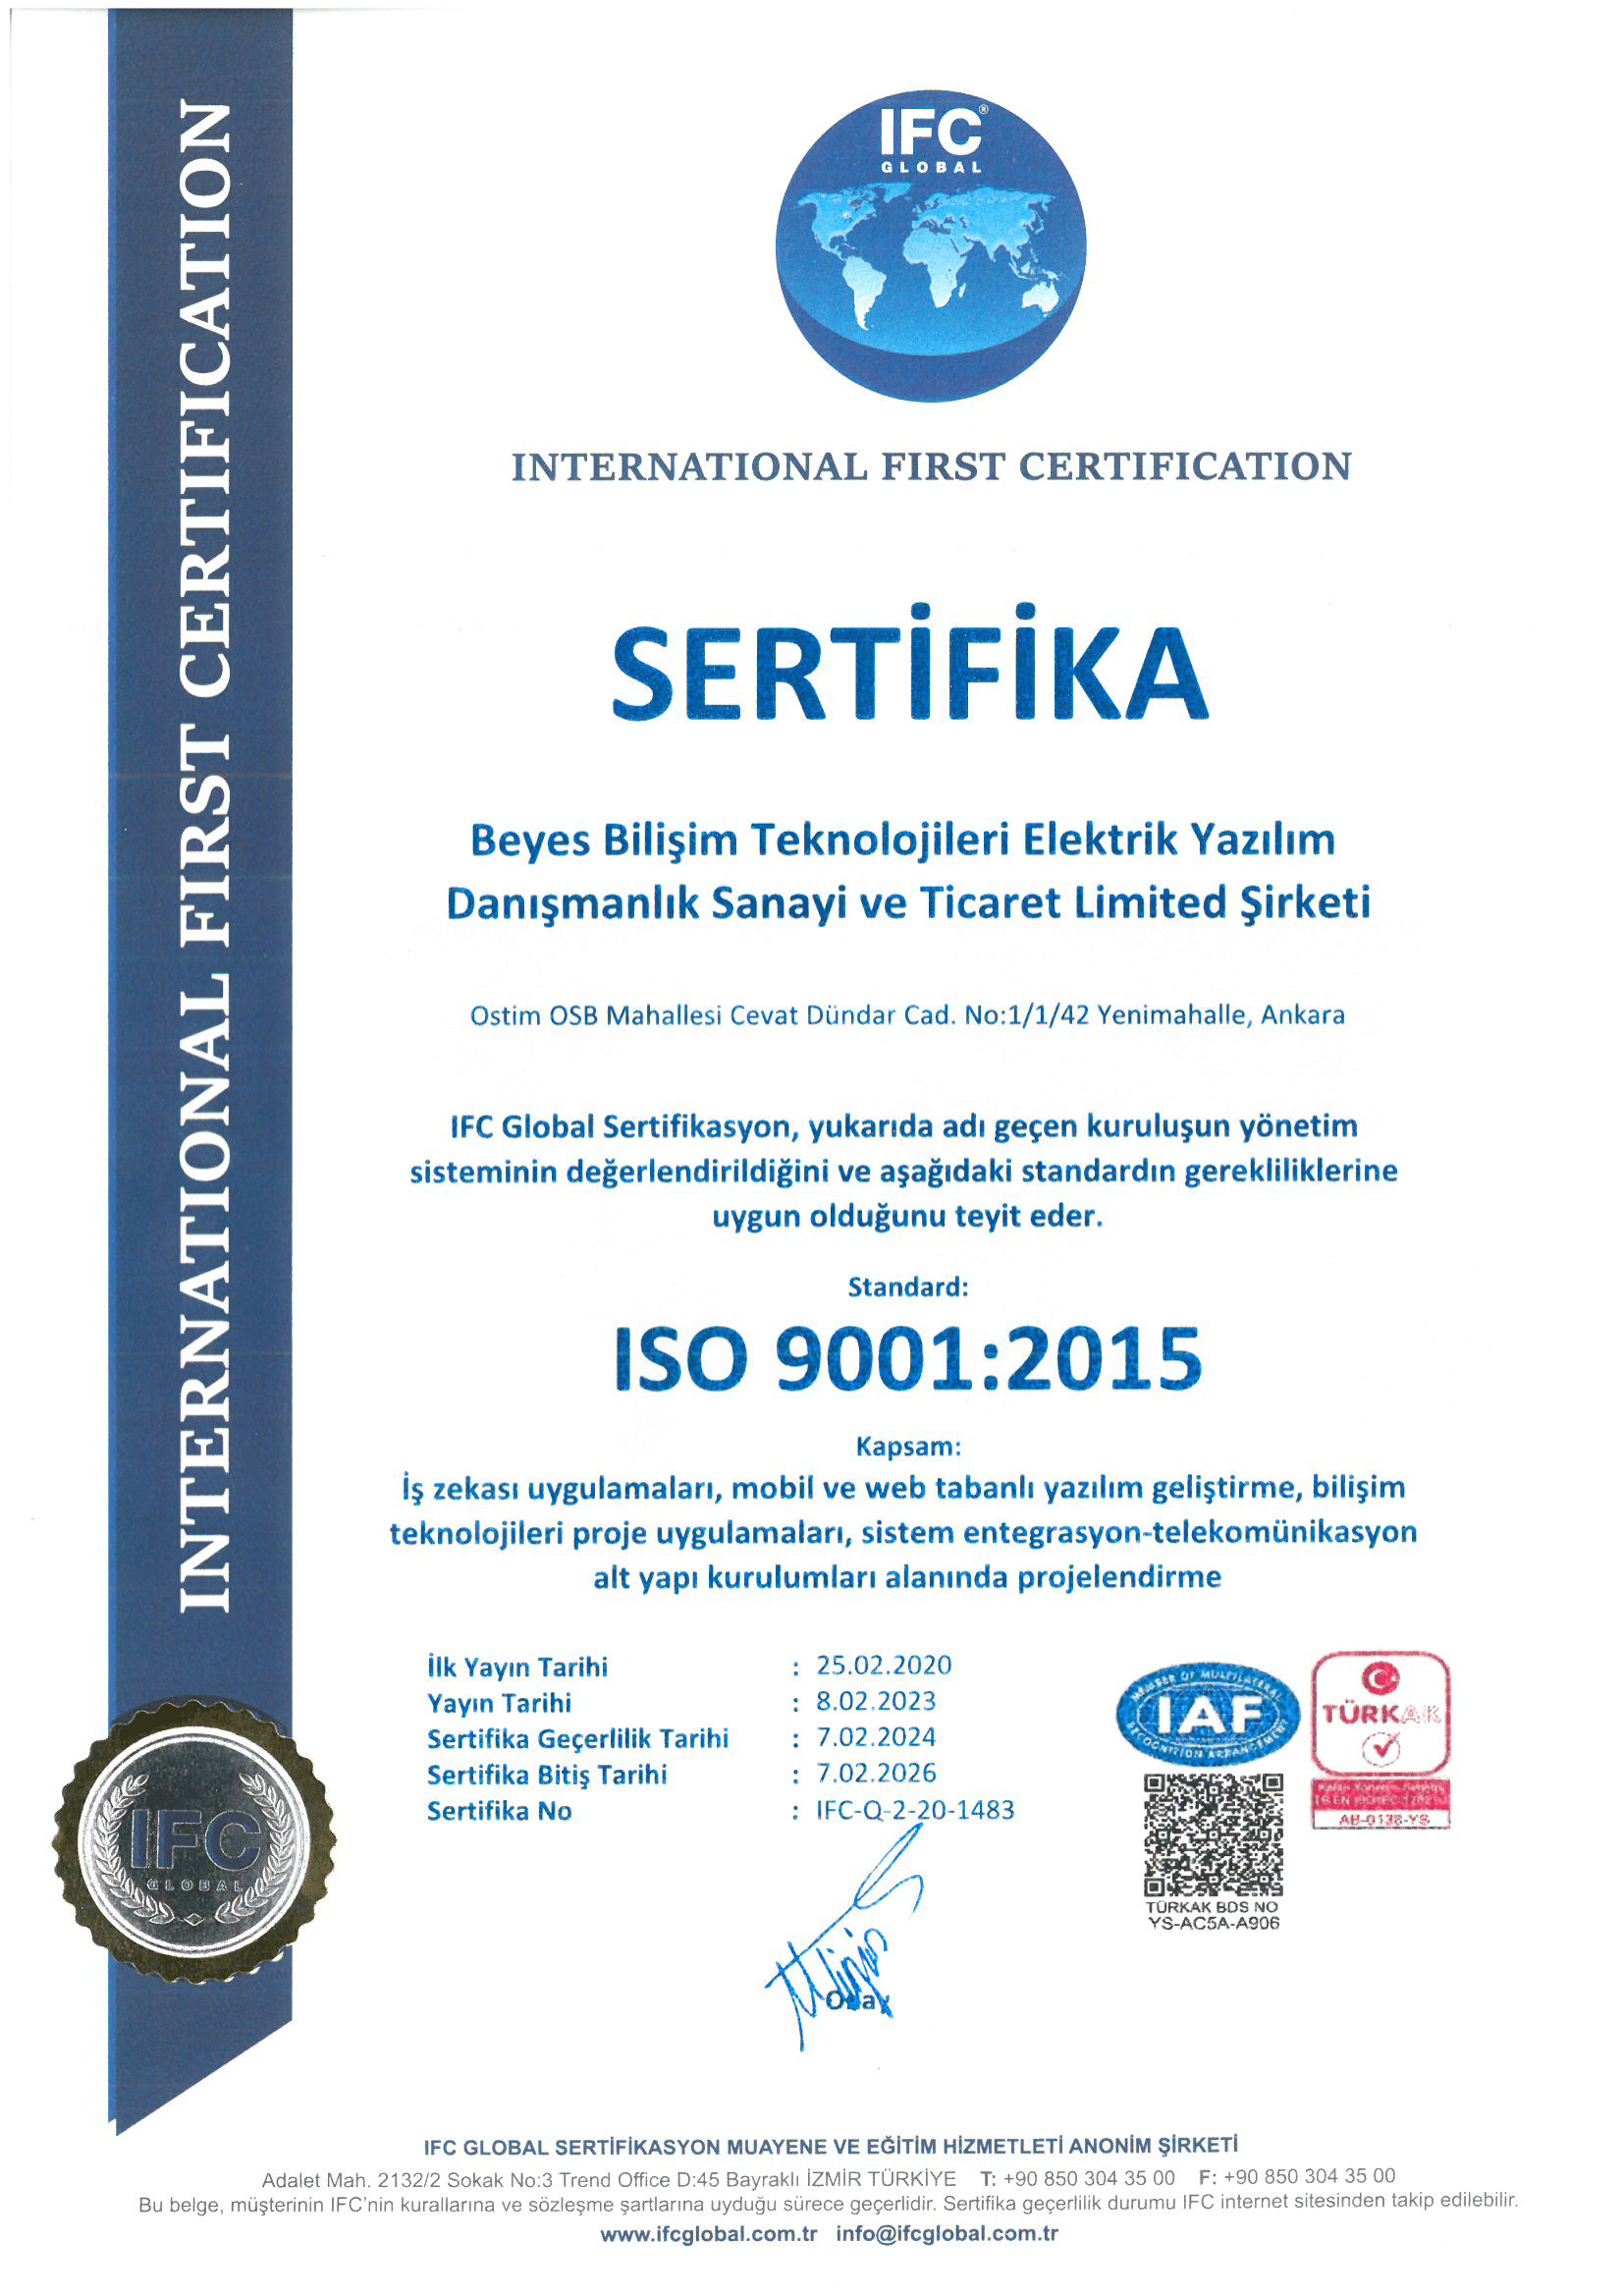 INTERNATIONAL FIRST CERTIFICATION
IFC®
GLOBAL
INTERNATIONAL FIRST CERTIFICATION
SERTİFİKA
Beyes Bilişim Teknolojileri Elektrik Yazılım
Danışmanlık Sanayi ve Ticaret Limited Şirketi
Ostim OSB Mahallesi Cevat Dündar Cad. No:1/1/42 Yenimahalle, Ankara
IFC Global Sertifikasyon, yukarıda adı geçen kuruluşun yönetim
sisteminin değerlendirildiğini ve aşağıdaki standardın gerekliliklerine
uygun olduğunu teyit eder.
Standard:
ISO 9001:2015
Kapsam:
İş zekası uygulamaları, mobil ve web tabanlı yazılım geliştirme, bilişim
teknolojileri proje uygulamaları, sistem entegrasyon-telekomünikasyon
alt yapı kurulumları alanında projelendirme
İlk Yayın Tarihi : 25.02.2020
Yayın Tarihi : 8.02.2023
Sertifika Geçerlilik Tarihi : 7.02.2024
Sertifika Bitiş Tarihi : 7.02.2026
Sertifika No : IFC-Q-2-20-1483
MEMBER OF MULTILATERAL
IAF
RECOGNITION ARRANGEMENT
TÜRKAK
AB-0138-YS
TÜRKAK BDS NO
YS-AC5A-A906
IFC
GLOBAL
Onay
IFC GLOBAL SERTİFİKASYON MUAYENE VE EĞİTİM HİZMETLETİ ANONİM ŞİRKETİ
Adalet Mah. 2132/2 Sokak No:3 Trend Office D:45 Bayraklı İZMİR TÜRKİYE T: +90 850 304 35 00 F: +90 850 304 35 00
Bu belge, müşterinin IFC'nin kurallarına ve sözleşme şartlarına uyduğu sürece geçerlidir. Sertifika geçerlilik durumu IFC internet sitesinden takip edilebilir.
www.ifcglobal.com.tr info@ifcglobal.com.tr